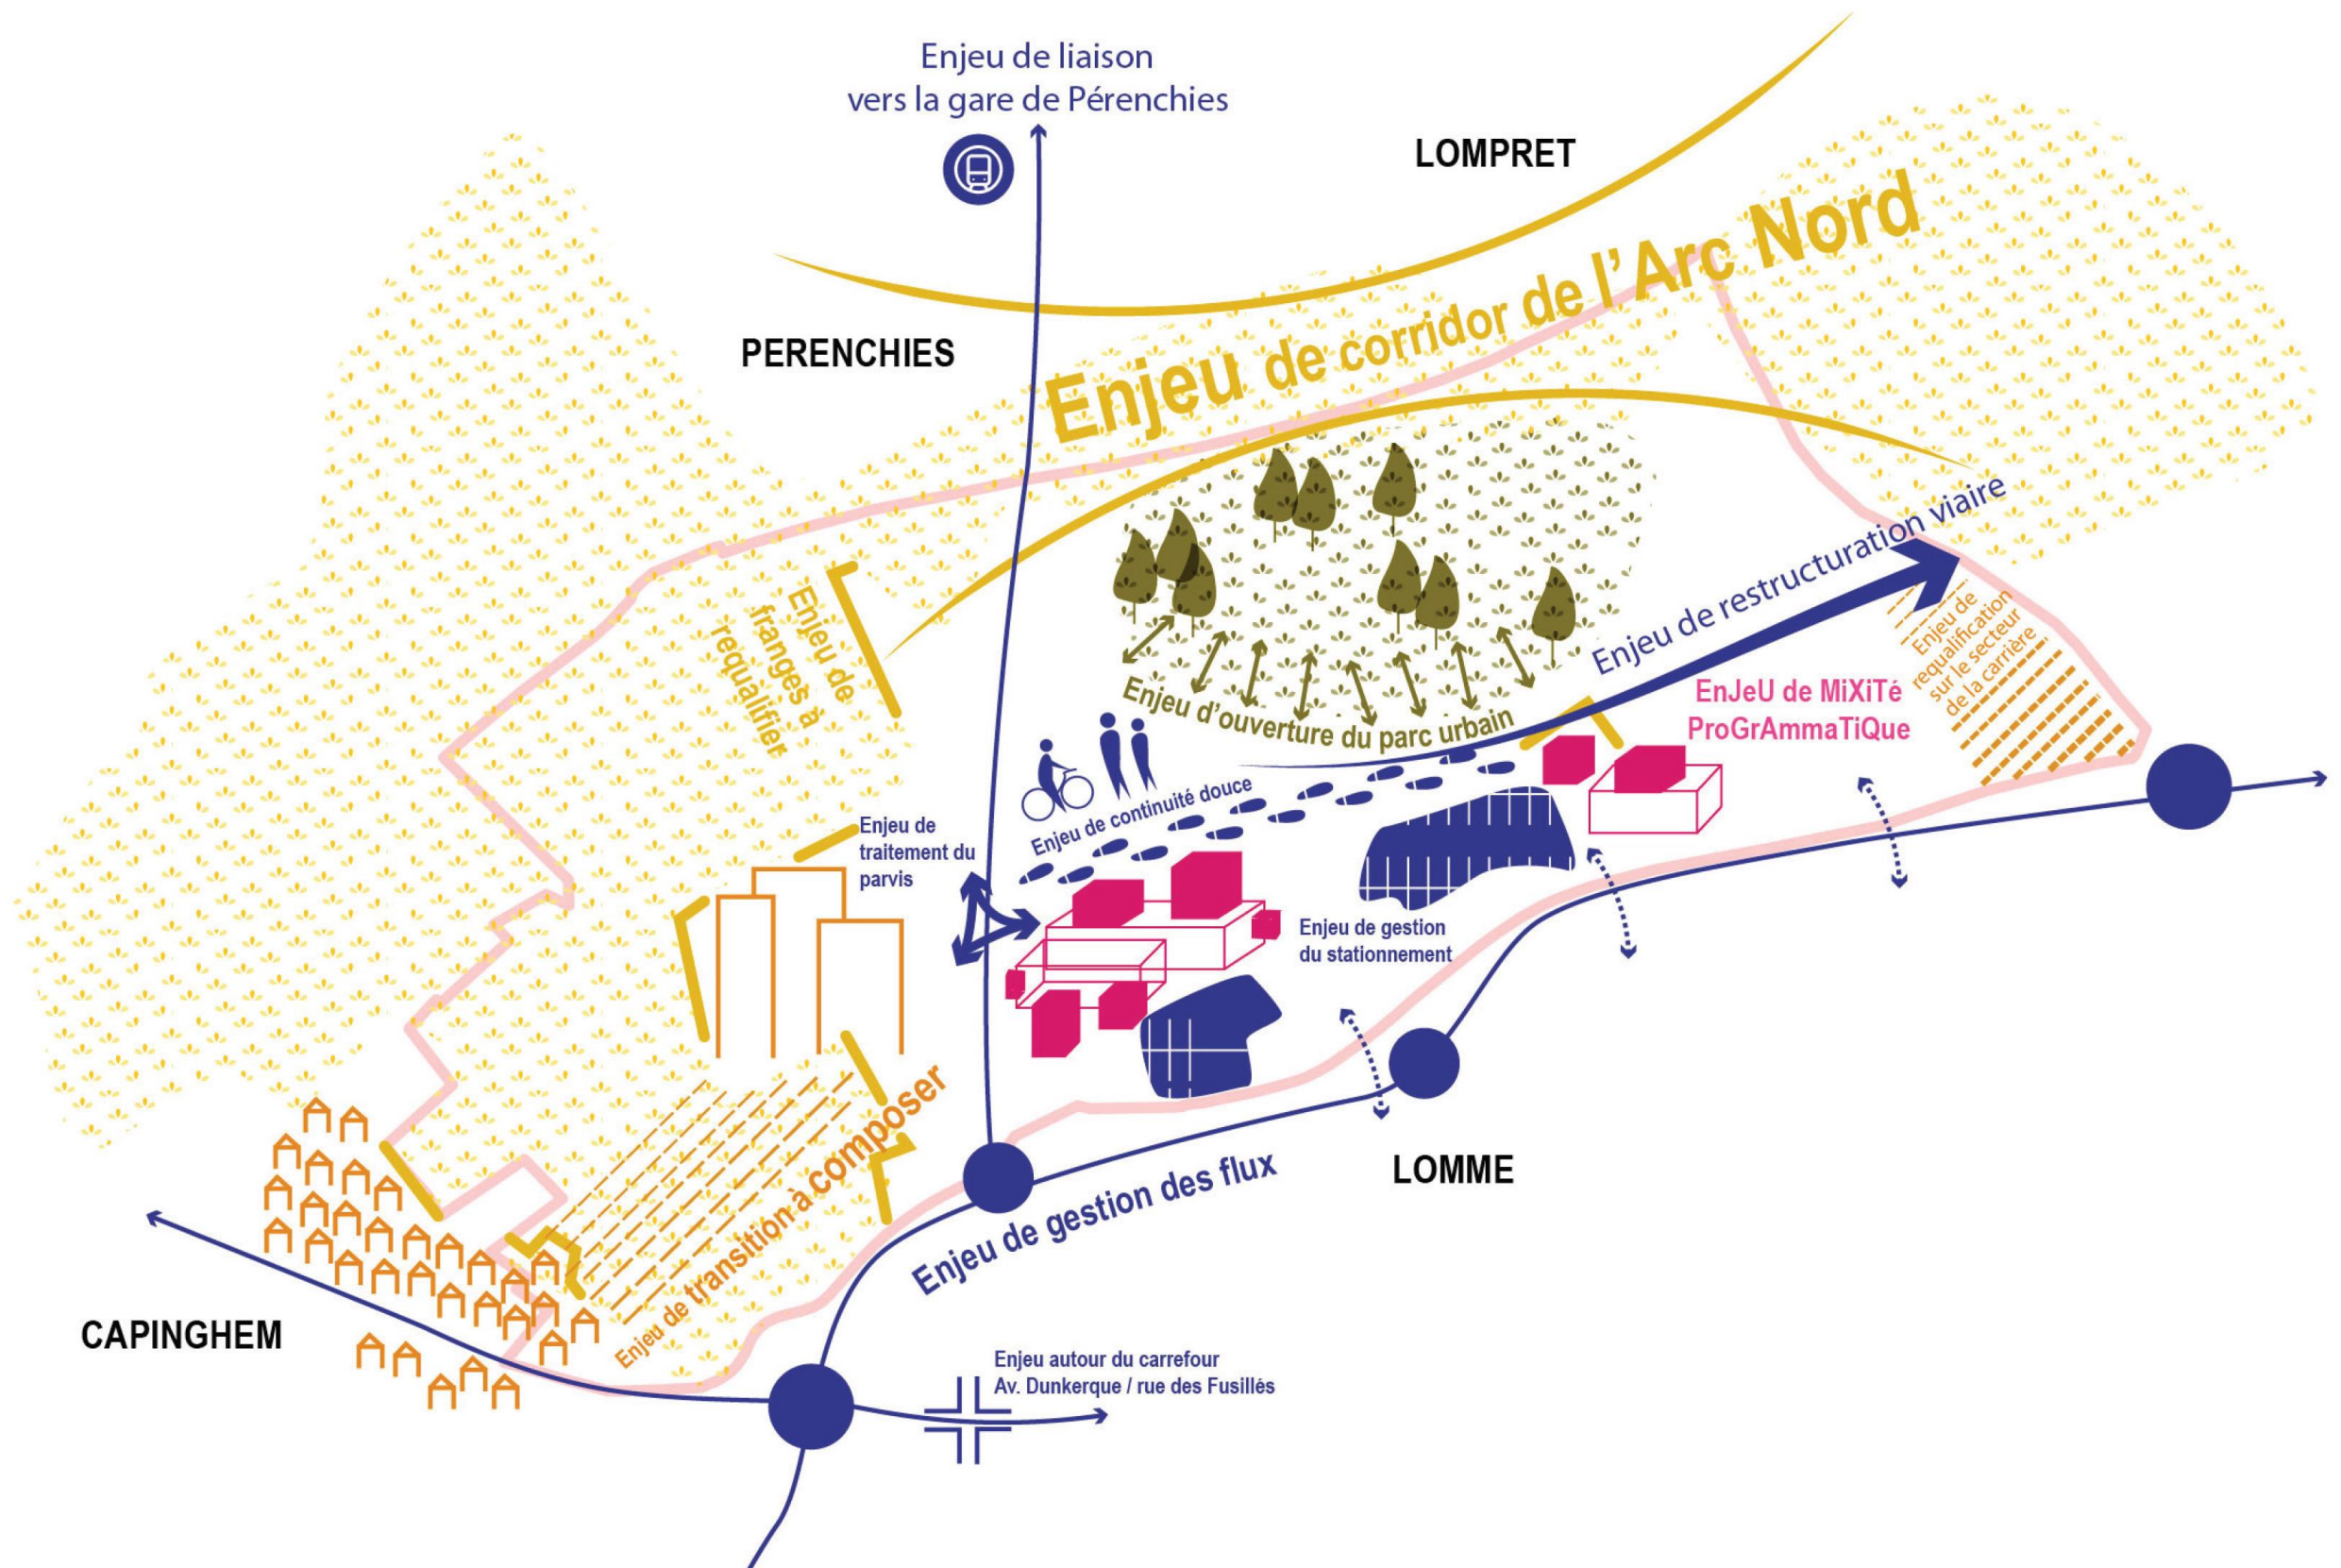 Enjeu de liaison
vers la gare de Pérenchies
LOMPRET
PERENCHIES
Enjeu de corridor de l'Arc Nord
Enjeu de
franges à
requalifier
Enjeu d'ouverture du parc urbain
Enjeu de restructuration viaire
Enjeu de
requalification
sur le secteur
de la carrière
EnJeU de MiXiTé
ProGrAmmaTiQue
Enjeu de continuité douce
Enjeu de
traitement du
parvis
Enjeu de gestion
du stationnement
Enjeu de transition à composer
Enjeu de gestion des flux
LOMME
CAPINGHEM
Enjeu autour du carrefour
Av. Dunkerque / rue des Fusillés